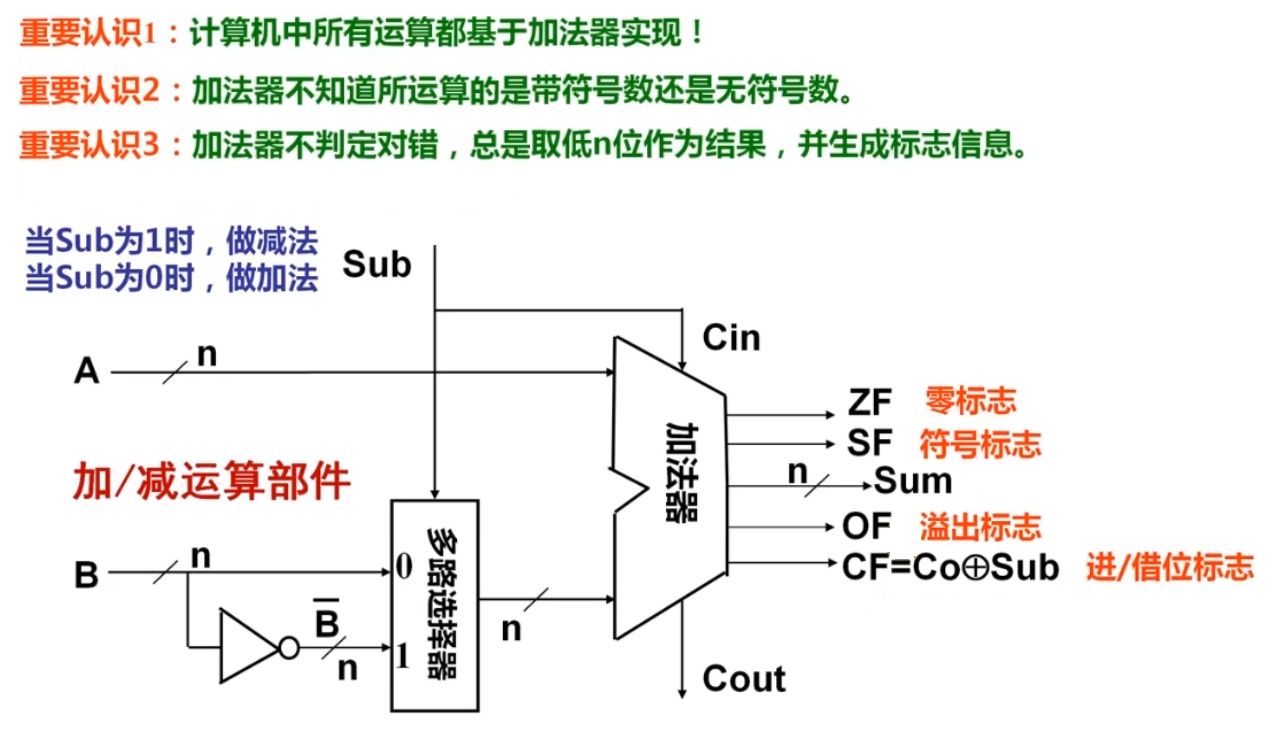 重要认识1：计算机中所有运算都基于加法器实现！
重要认识2：加法器不知道所运算的是带符号数还是无符号数。
重要认识3：加法器不判定对错，总是取低n位作为结果，并生成标志信息。
当Sub为1时，做减法
当Sub为0时，做加法
Sub
Cin
A
n
ZF 零标志
SF 符号标志
n
Sum
OF 溢出标志
CF=Co⊕Sub 进/借位标志
加法器
加/减运算部件
B
n
0
多路选择器
B̅
n
1
n
Cout